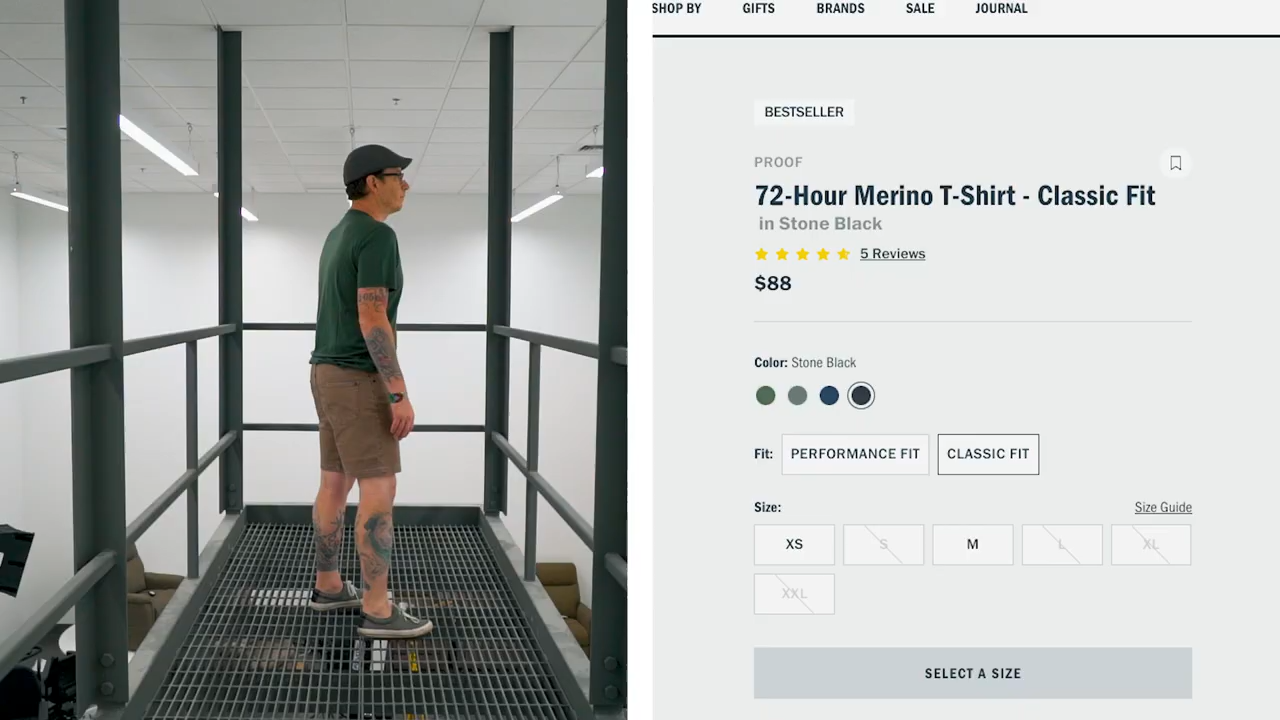 SHOP BY GIFTS BRANDS SALE JOURNAL
BESTSELLER
PROOF
72-Hour Merino T-Shirt - Classic Fit
in Stone Black
5 Reviews
$88
Color: Stone Black
Fit: PERFORMANCE FIT CLASSIC FIT
Size: Size Guide
XS S M L XL
XXL
SELECT A SIZE